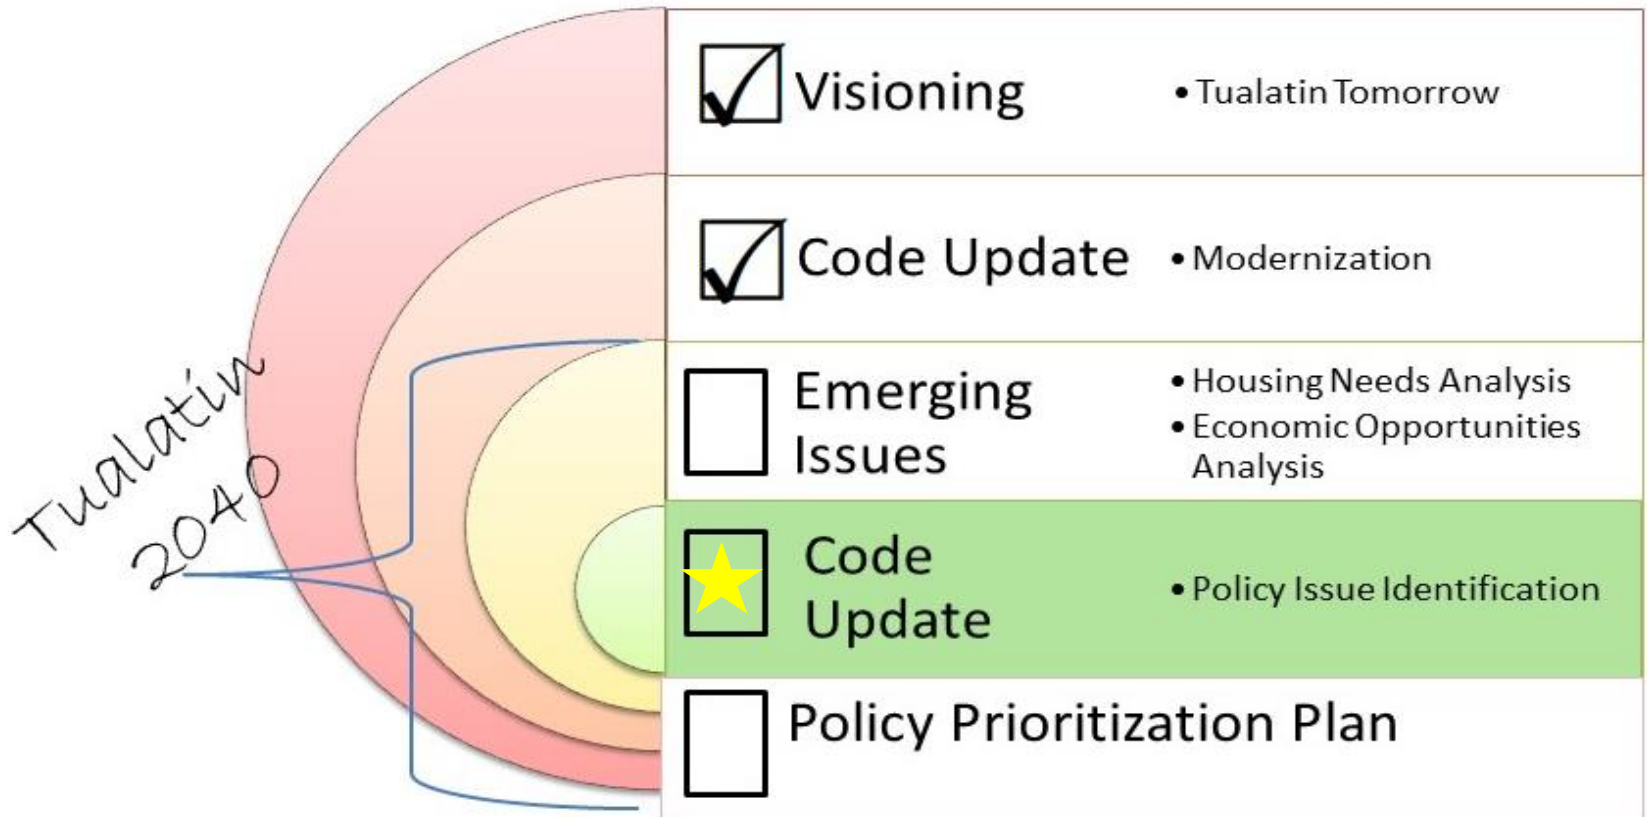 Visioning
• Tualatin Tomorrow
Code Update
• Modernization
Emerging
Issues
• Housing Needs Analysis
• Economic Opportunities
Analysis
Tualatin
2040
Code
Update
• Policy Issue Identification
Policy Prioritization Plan